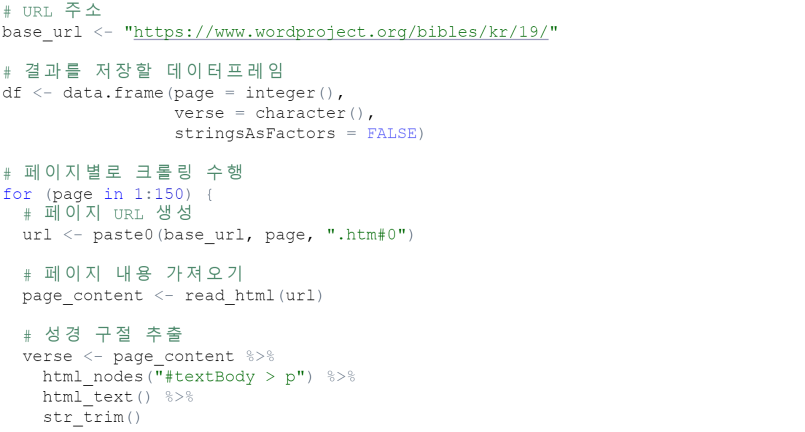 # URL 주소
base_url <- "https://www.wordproject.org/bibles/kr/19/"
# 결과를 저장할 데이터프레임
df <- data.frame(page = integer(),
verse = character(),
stringsAsFactors = FALSE)
# 페이지별로 크롤링 수행
for (page in 1:150) {
# 페이지 URL 생성
url <- paste0(base_url, page, ".htm#0")
# 페이지 내용 가져오기
page_content <- read_html(url)
# 성경 구절 추출
verse <- page_content %>%
html_nodes("#textBody > p") %>%
html_text() %>%
str_trim()